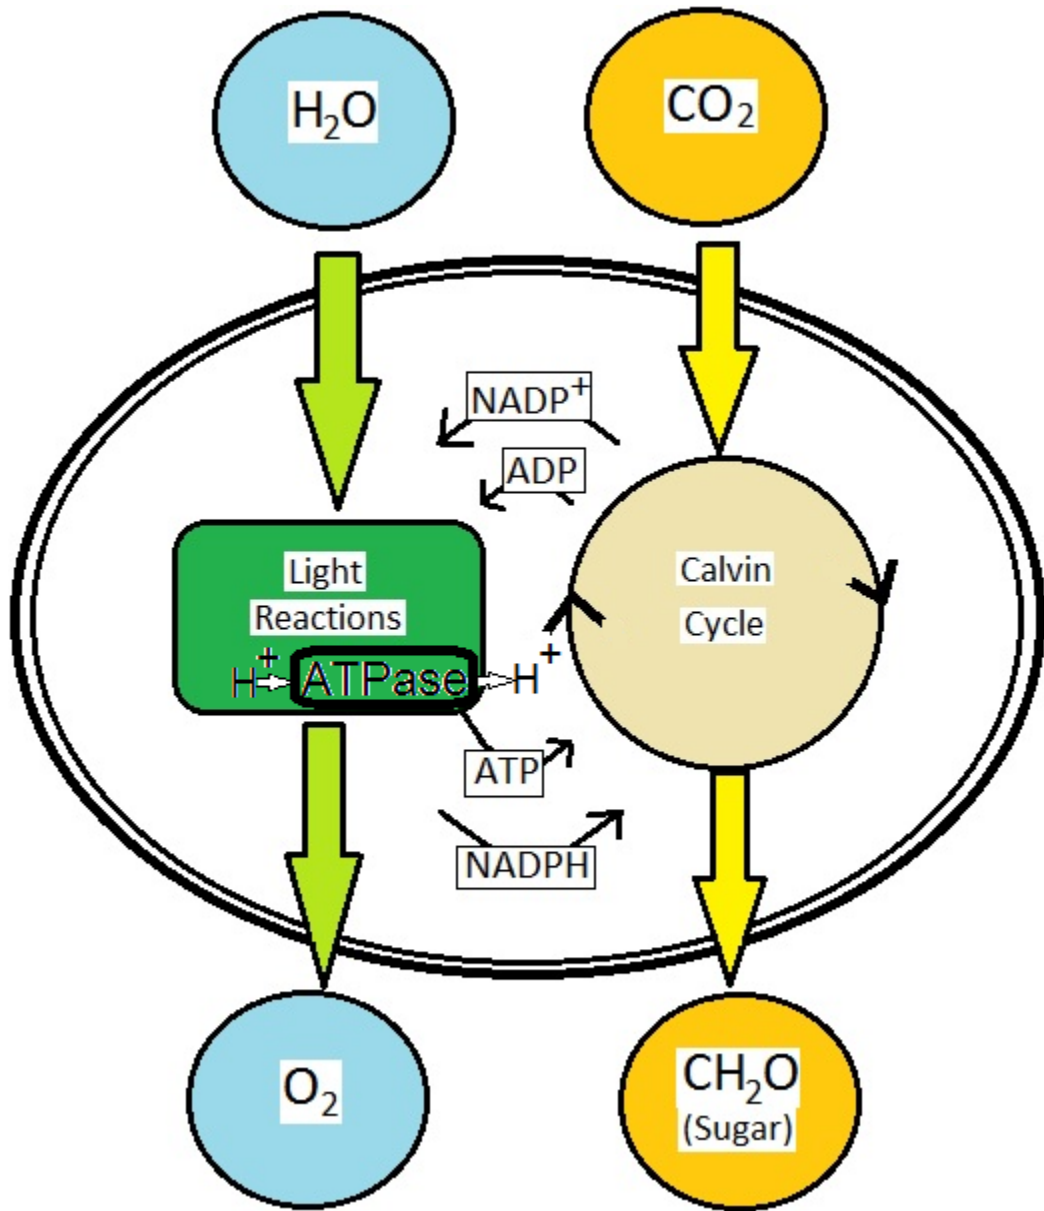 H₂O
CO₂
NADP⁺
ADP
Light
Reactions
Calvin
Cycle
H⁺ ATPase H⁺
ATP
NADPH
O₂
CH₂O
(Sugar)